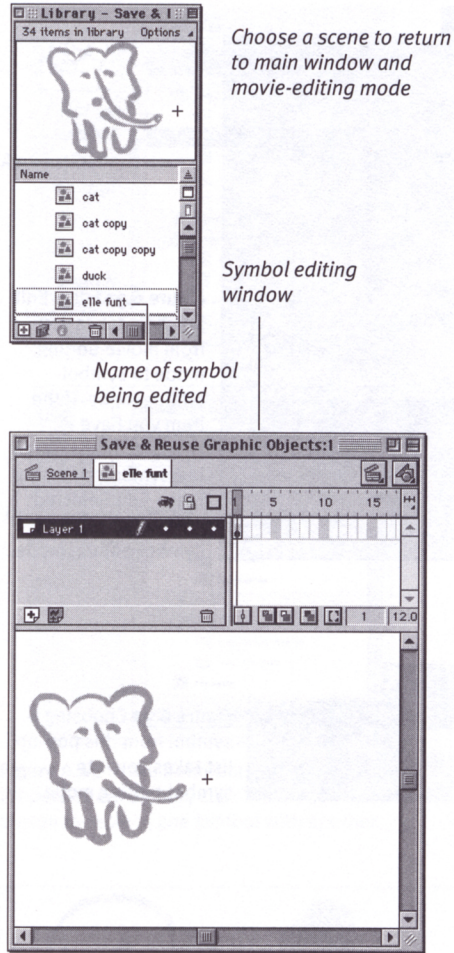 Library - Save & I
34 items in library Options
Choose a scene to return
to main window and
movie-editing mode
Name
cat
cat copy
cat copy copy
duck
elle funt
Symbol editing
window
Name of symbol
being edited
Save & Reuse Graphic Objects:1
Scene 1 elle funt
1 5 10 15
Layer 1
1 12.0